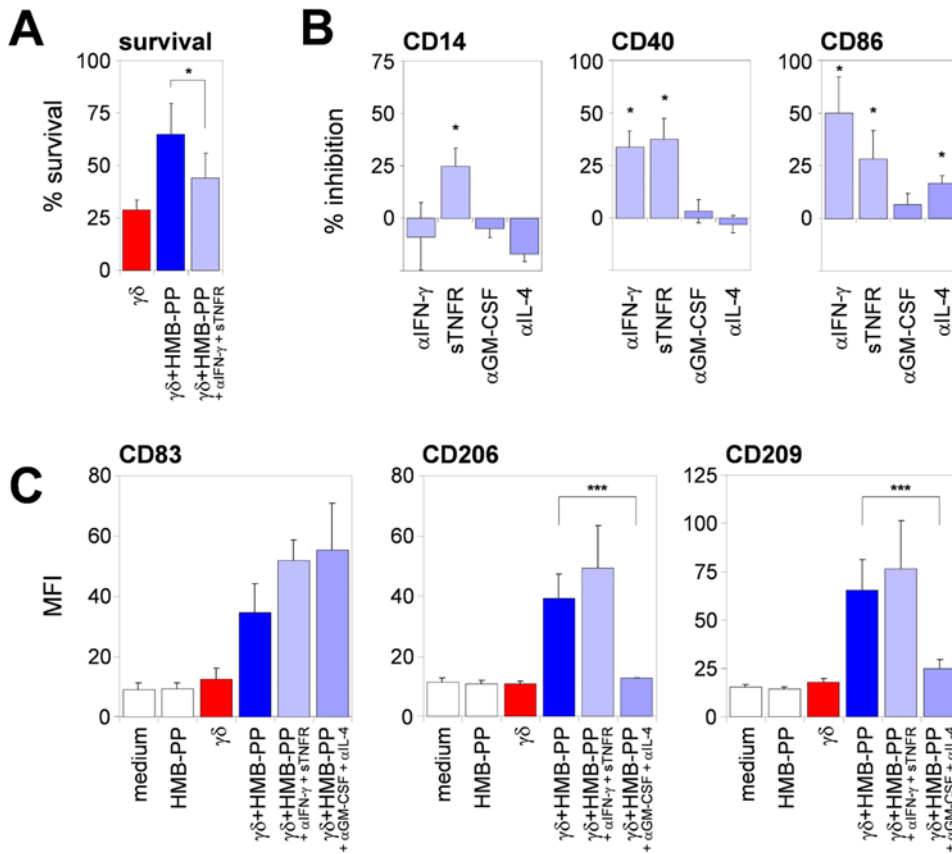 A
survival
% survival
100
75
50
25
0
*
γδ
γδ+HMB-PP
γδ+HMB-PP
+ αIFN-γ + sTNFR
B
CD14
% inhibition
75
50
25
0
*
αIFN-γ
sTNFR
αGM-CSF
αIL-4
CD40
100
50
25
0
*
*
αIFN-γ
sTNFR
αGM-CSF
αIL-4
CD86
100
50
25
0
*
*
*
αIFN-γ
sTNFR
αGM-CSF
αIL-4
C
CD83
MFI
80
60
40
20
0
medium
HMB-PP
γδ
γδ+HMB-PP
γδ+HMB-PP
+ αIFN-γ + sTNFR
γδ+HMB-PP
+ αGM-CSF + αIL-4
CD206
80
60
40
20
0
***
medium
HMB-PP
γδ
γδ+HMB-PP
γδ+HMB-PP
+ αIFN-γ + sTNFR
γδ+HMB-PP
+ αGM-CSF + αIL-4
CD209
125
100
75
50
25
0
***
medium
HMB-PP
γδ
γδ+HMB-PP
γδ+HMB-PP
+ αIFN-γ + sTNFR
γδ+HMB-PP
+ αGM-CSF + αIL-4